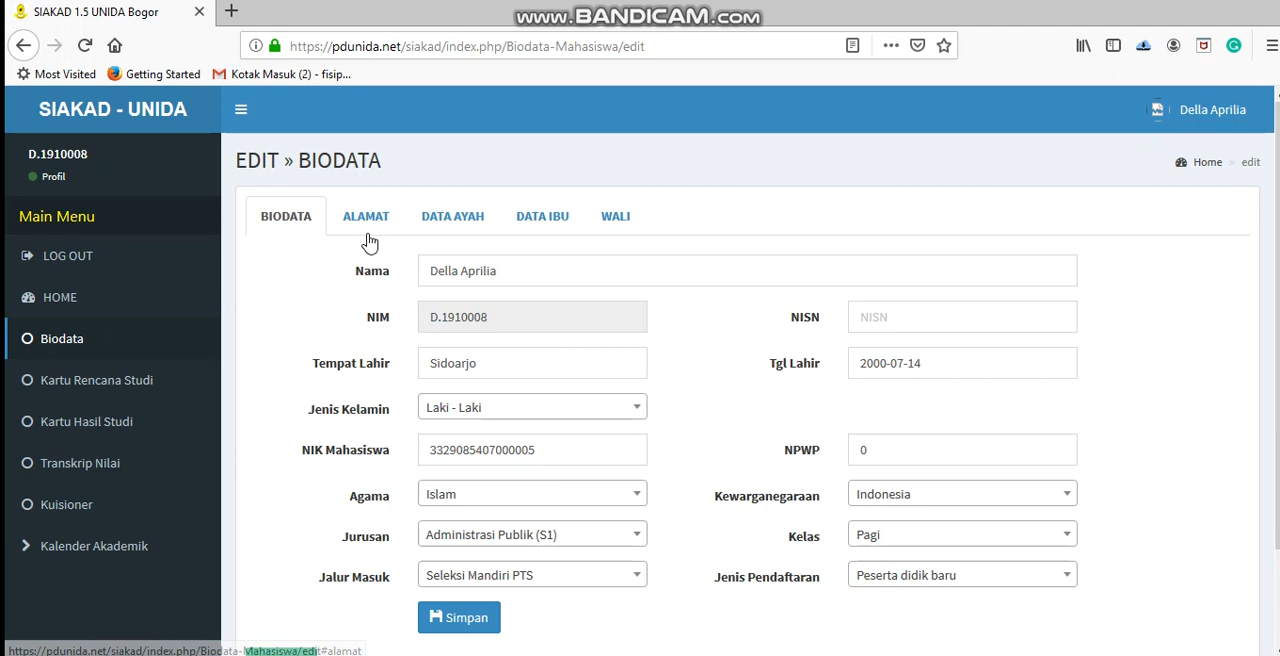 SIAKAD 1.5 UNIDA Bogor
www.BANDICAM.com
https://pdunida.net/siakad/index.php/Biodata-Mahasiswa/edit
Most Visited Getting Started Kotak Masuk (2) - fisip...
SIAKAD - UNIDA
Della Aprilia
D.1910008
Profil
EDIT » BIODATA
Home > edit
Main Menu
LOG OUT
HOME
Biodata
Kartu Rencana Studi
Kartu Hasil Studi
Transkrip Nilai
Kuisioner
Kalender Akademik
BIODATA ALAMAT DATA AYAH DATA IBU WALI
Nama Della Aprilia
NIM D.1910008 NISN NISN
Tempat Lahir Sidoarjo Tgl Lahir 2000-07-14
Jenis Kelamin Laki - Laki
NIK Mahasiswa 3329085407000005 NPWP 0
Agama Islam Kewarganegaraan Indonesia
Jurusan Administrasi Publik (S1) Kelas Pagi
Jalur Masuk Seleksi Mandiri PTS Jenis Pendaftaran Peserta didik baru
Simpan
https://pdunida.net/siakad/index.php/Biodata-Mahasiswa/edit#alamat